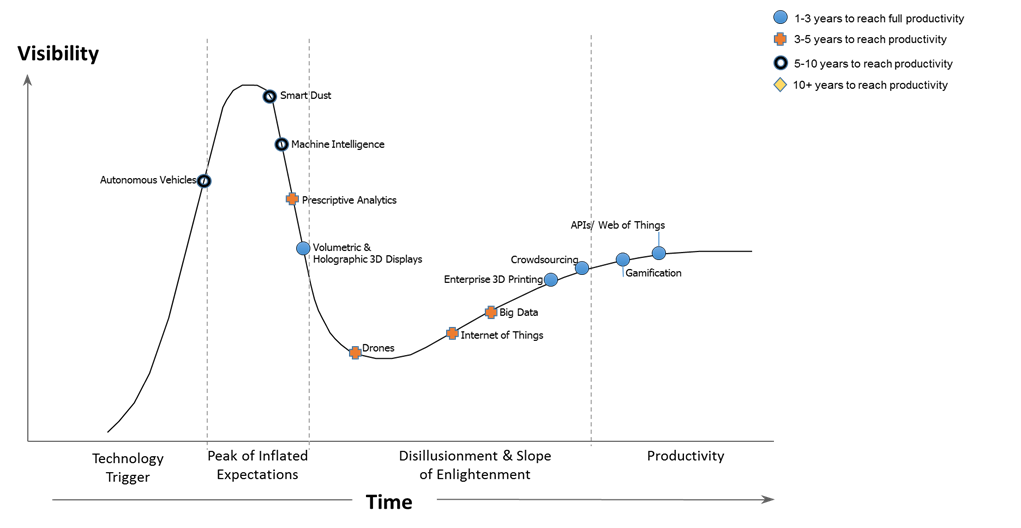 1-3 years to reach full productivity
3-5 years to reach productivity
5-10 years to reach productivity
10+ years to reach productivity
Visibility
Smart Dust
Machine Intelligence
Autonomous Vehicles
Prescriptive Analytics
Volumetric &
Holographic 3D Displays
APIs/ Web of Things
Crowdsourcing
Gamification
Enterprise 3D Printing
Big Data
Internet of Things
Drones
Technology
Trigger
Peak of Inflated
Expectations
Disillusionment & Slope
of Enlightenment
Productivity
Time